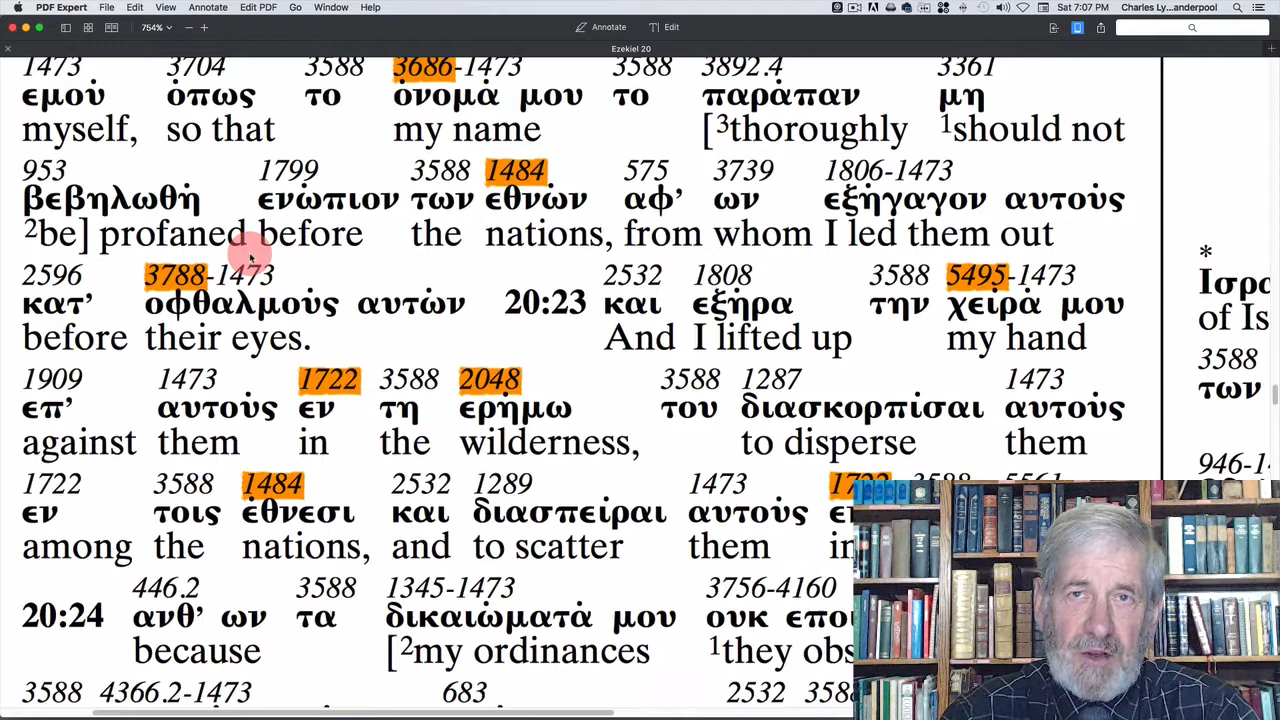 PDF Expert File Edit View Annotate Edit PDF Go Window Help Sat 7:07 PM Charles Ly...anderpool
754% Annotate Edit
Ezekiel 20
1473 3704 3588 3686-1473 3588 3892.4 3361
εμού όπως το όνομά μου το παράπαν μη
myself, so that my name [3thoroughly 1should not
953 1799 3588 1484 575 3739 1806-1473
βεβηλωθή ενώπιον των εθνών αφ' ων εξήγαγον αυτούς
2be] profaned before the nations, from whom I led them out
2596 3788-1473 2532 1808 3588 5495-1473
κατ' οφθαλμούς αυτών 20:23 και εξήρα την χείρά μου
before their eyes. And I lifted up my hand
1909 1473 1722 3588 2048 3588 1287 1473
επ' αυτούς εν τη ερήμω του διασκορπίσαι αυτούς
against them in the wilderness, to disperse them
1722 3588 1484 2532 1289 1473 1722 3588 5561
εν τοις έθνεσι και διασπείραι αυτούς
among the nations, and to scatter them in
446.2 3588 1345-1473 3756-4160
20:24 ανθ' ων τα δικαιώματά μου ουκ εποι
because [2my ordinances 1they obs
3588 4366.2-1473 683 2532 358
*
Ισρα
of Is
3588
των
946-1